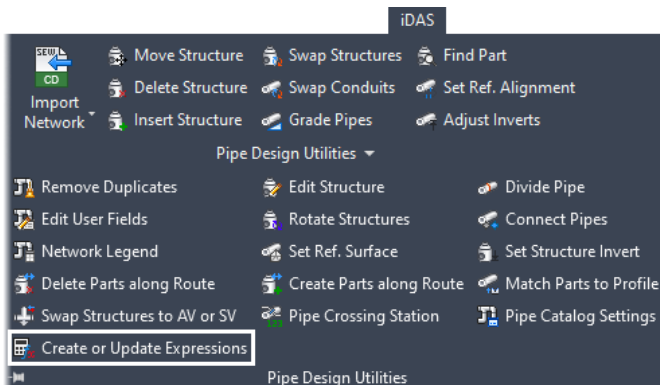 iDAS
SEW
CD
Import
Network
Move Structure Swap Structures Find Part
Delete Structure Swap Conduits Set Ref. Alignment
Insert Structure Grade Pipes Adjust Inverts
Pipe Design Utilities
Remove Duplicates Edit Structure Divide Pipe
Edit User Fields Rotate Structures Connect Pipes
Network Legend Set Ref. Surface Set Structure Invert
Delete Parts along Route Create Parts along Route Match Parts to Profile
Swap Structures to AV or SV Pipe Crossing Station Pipe Catalog Settings
Create or Update Expressions
Pipe Design Utilities